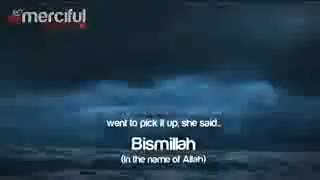 merciful
went to pick it up, she said..
Bismillah
(In the name of Allah)